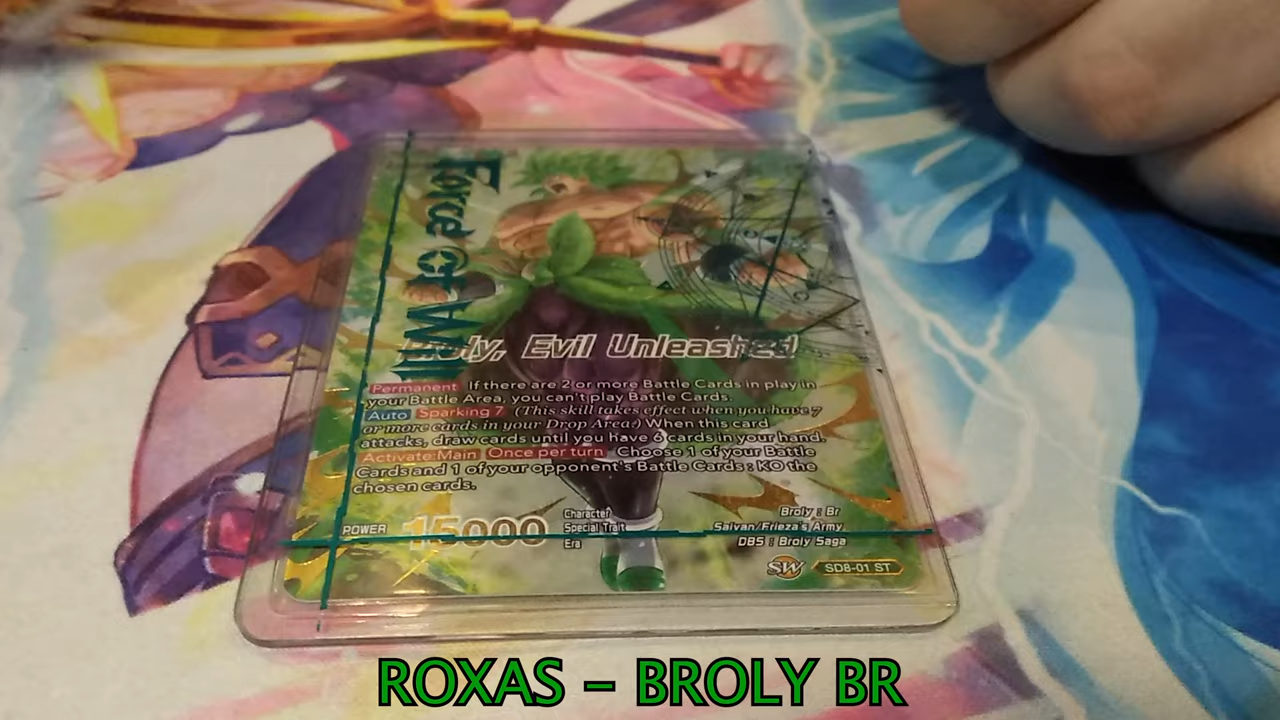 Force of Will
Broly, Evil Unleashed
Permanent If there are 2 or more Battle Cards in play in
your Battle Area, you can't play Battle Cards.
Auto Sparking 7 (This skill takes effect when you have 7
or more cards in your Drop Area.) When this card
attacks, draw cards until you have 6 cards in your hand.
Activate:Main Once per turn Choose 1 of your Battle
Cards and 1 of your opponent's Battle Cards : KO the
chosen cards.
POWER 15000
Character Broly : Br
Special Trait Saiyan/Frieza's Army
Era DBS : Broly Saga
SW SD8-01 ST
ROXAS – BROLY BR